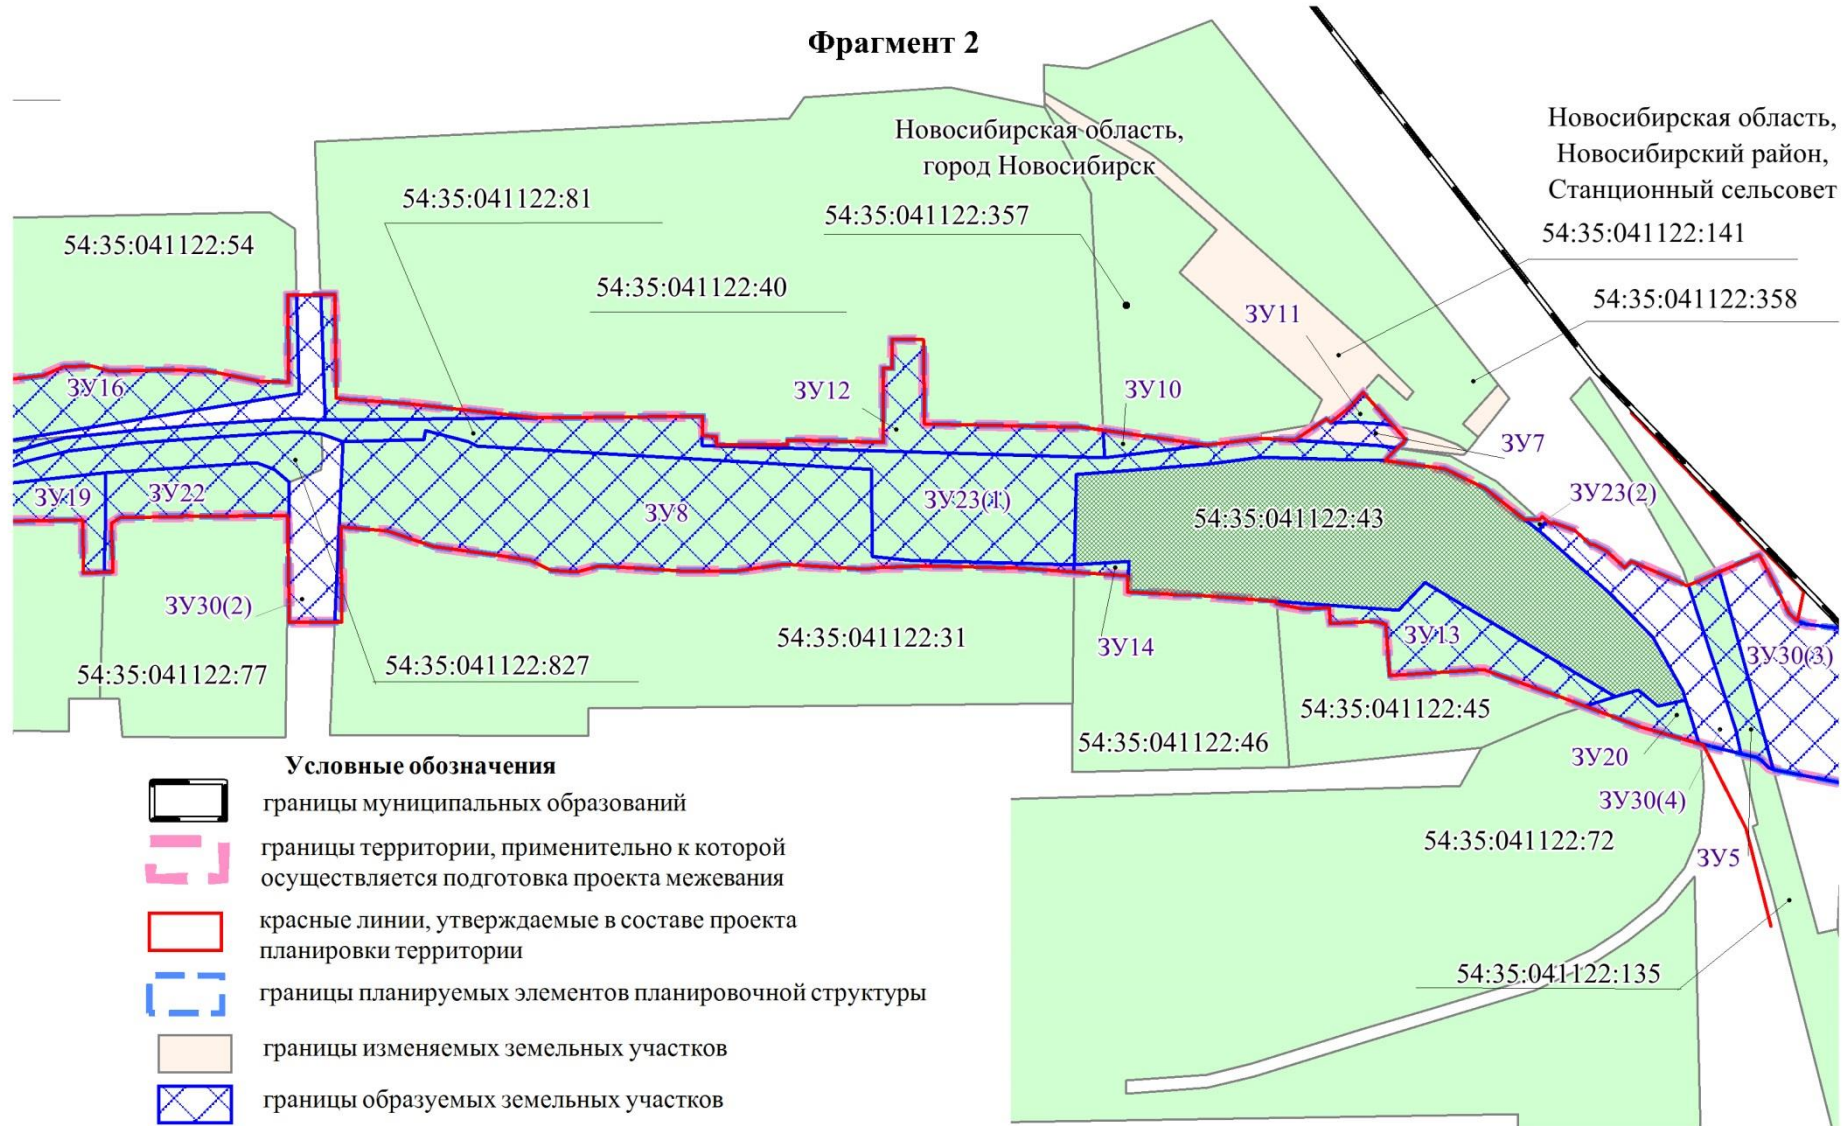 Фрагмент 2
Новосибирская область,
город Новосибирск
Новосибирская область,
Новосибирский район,
Станционный сельсовет
54:35:041122:81
54:35:041122:357
54:35:041122:141
54:35:041122:54
54:35:041122:40
54:35:041122:358
ЗУ11
ЗУ16
ЗУ12
ЗУ10
ЗУ7
ЗУ19
ЗУ22
ЗУ8
ЗУ23(1)
54:35:041122:43
ЗУ23(2)
ЗУ30(2)
54:35:041122:31
ЗУ14
ЗУ13
ЗУ30(3)
54:35:041122:77
54:35:041122:827
54:35:041122:46
54:35:041122:45
ЗУ20
ЗУ30(4)
54:35:041122:72
ЗУ5
54:35:041122:135
Условные обозначения
границы муниципальных образований
границы территории, применительно к которой
осуществляется подготовка проекта межевания
красные линии, утверждаемые в составе проекта
планировки территории
границы планируемых элементов планировочной структуры
границы изменяемых земельных участков
границы образуемых земельных участков